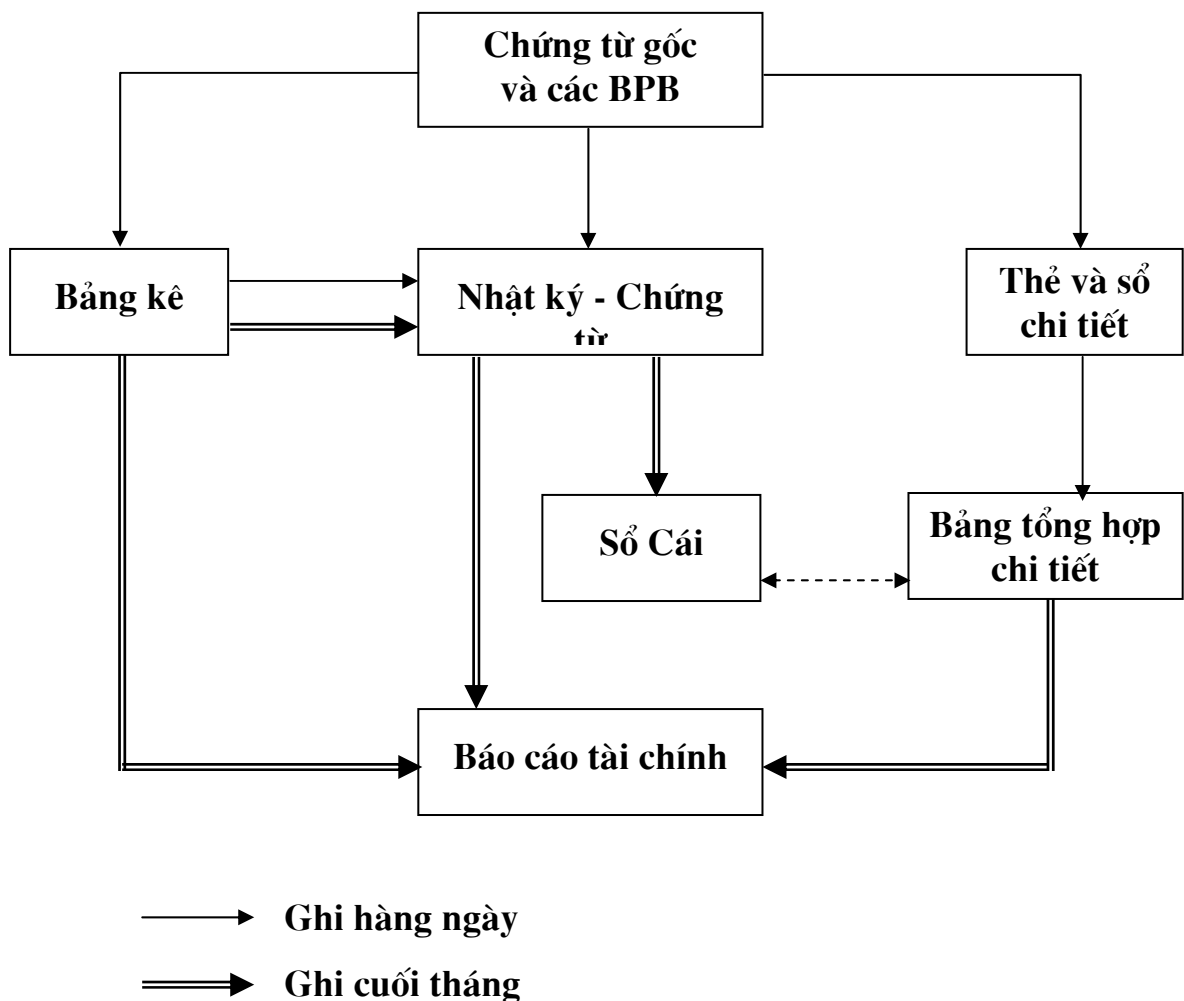 Chứng từ gốc
và các BPB
Bảng kê
Nhật ký - Chứng
từ
Thẻ và sổ
chi tiết
Sổ Cái
Bảng tổng hợp
chi tiết
Báo cáo tài chính
Ghi hàng ngày
Ghi cuối tháng